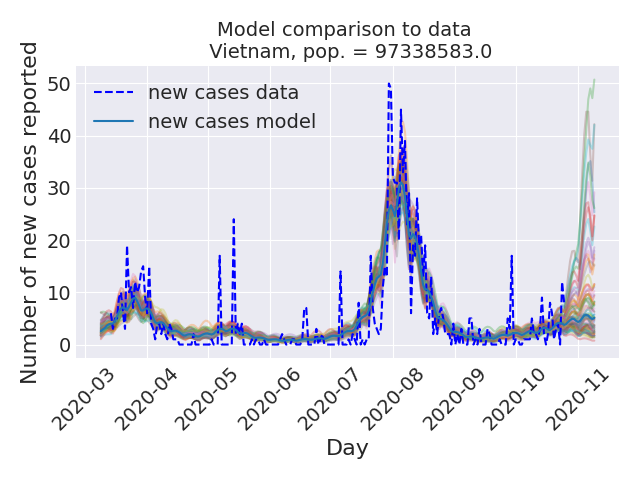 Model comparison to data
Vietnam, pop. = 97338583.0
Number of new cases reported
50
40
30
20
10
0
new cases data
new cases model
2020-03
2020-04
2020-05
2020-06
2020-07
2020-08
2020-09
2020-10
2020-11
Day